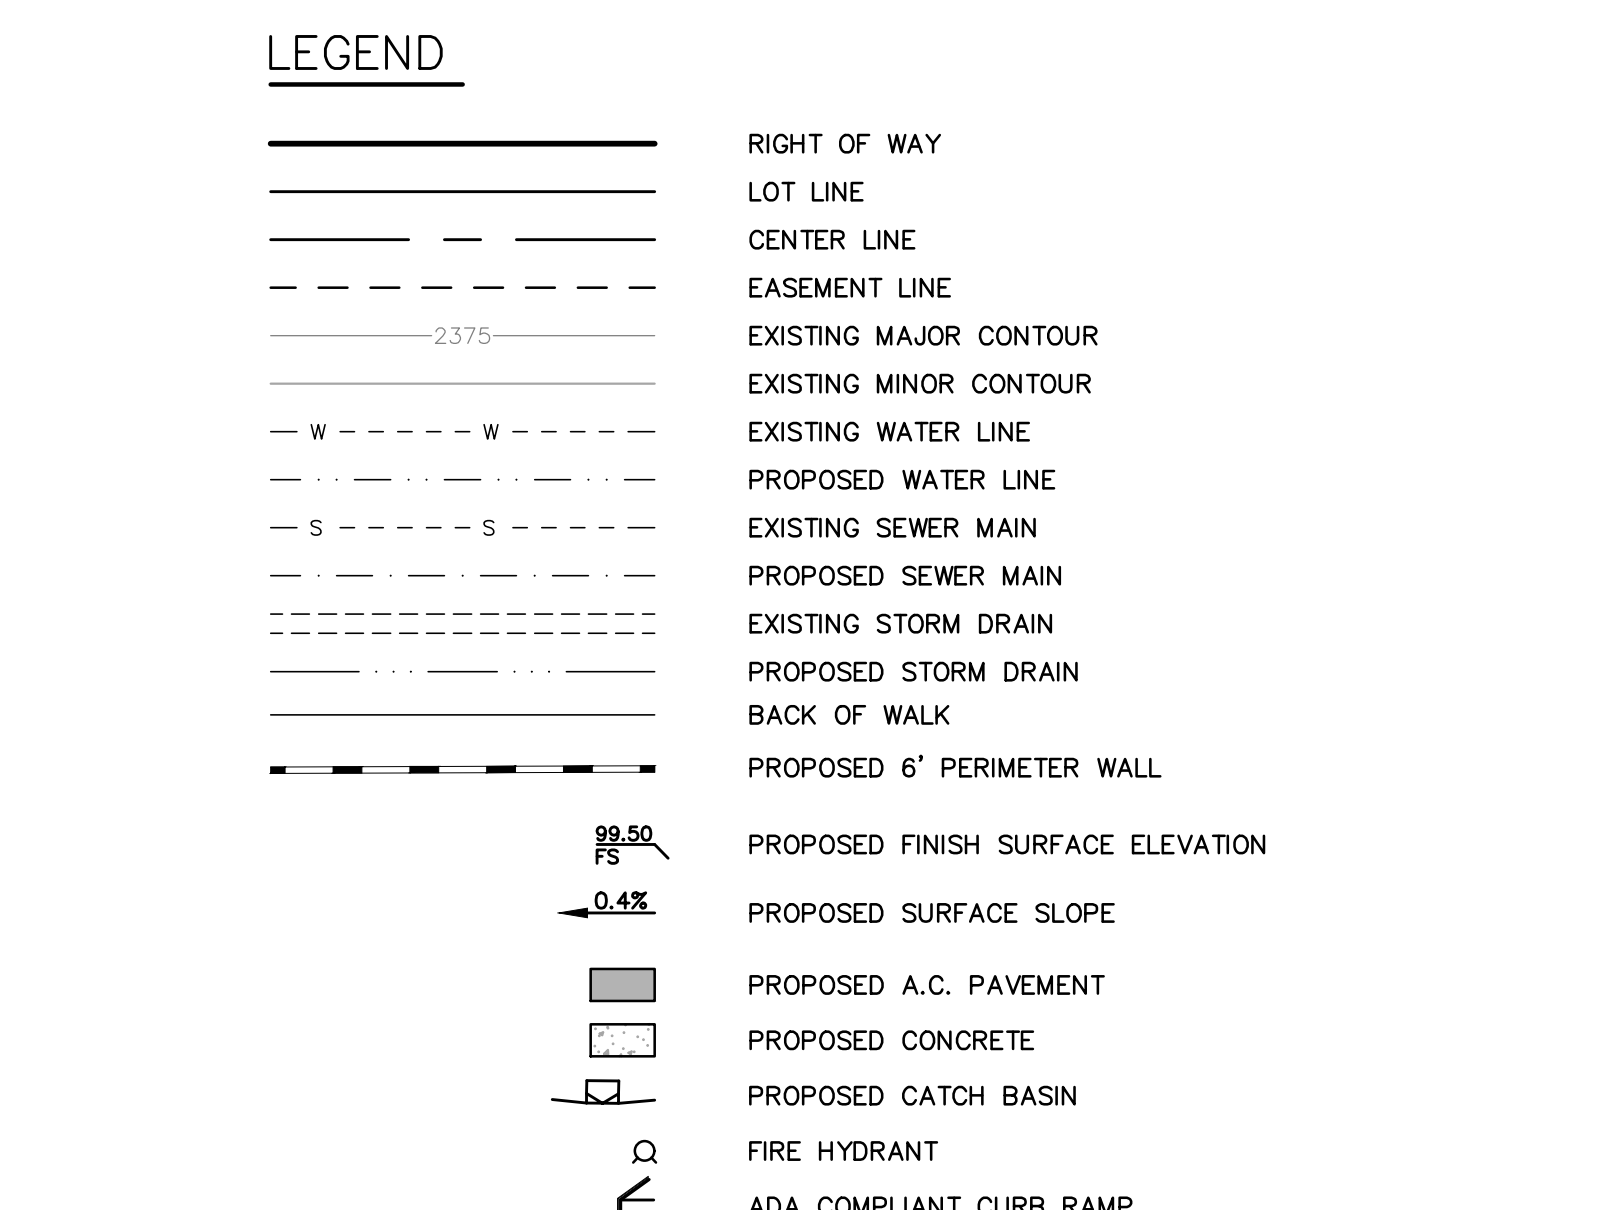 LEGEND
RIGHT OF WAY
LOT LINE
CENTER LINE
EASEMENT LINE
2375 EXISTING MAJOR CONTOUR
EXISTING MINOR CONTOUR
W W EXISTING WATER LINE
PROPOSED WATER LINE
S S EXISTING SEWER MAIN
PROPOSED SEWER MAIN
EXISTING STORM DRAIN
PROPOSED STORM DRAIN
BACK OF WALK
PROPOSED 6' PERIMETER WALL
99.50
FS
PROPOSED FINISH SURFACE ELEVATION
0.4%
PROPOSED SURFACE SLOPE
PROPOSED A.C. PAVEMENT
PROPOSED CONCRETE
PROPOSED CATCH BASIN
FIRE HYDRANT
ADA COMPLIANT CURB RAMP